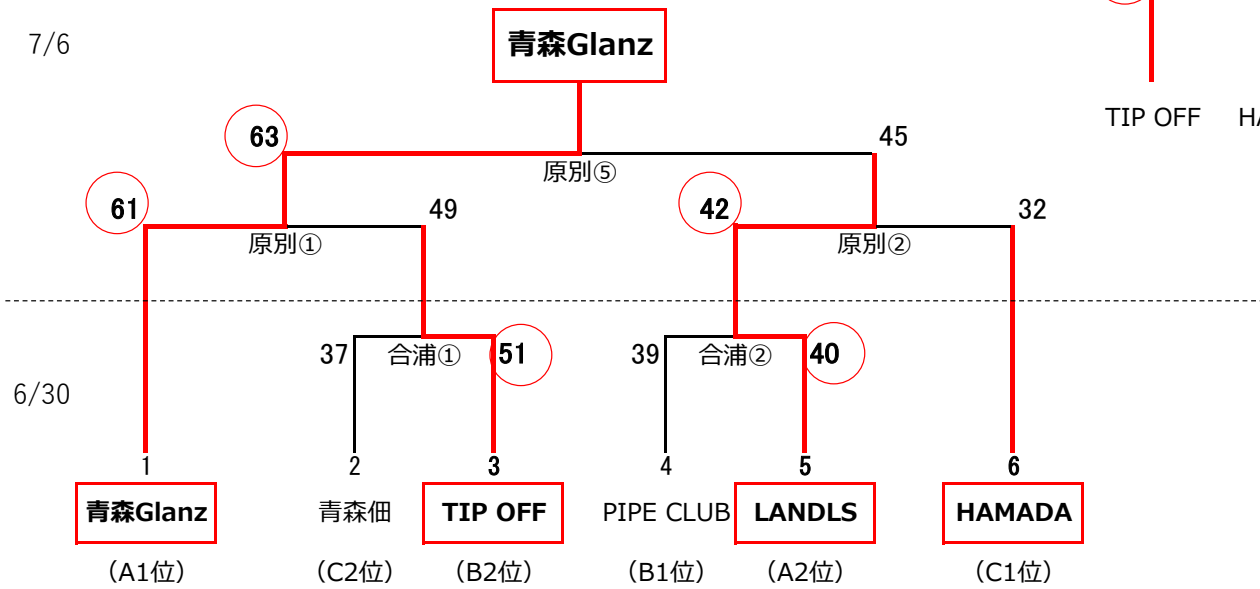 7/6
青森Glanz
TIP OFF
63
45
原別⑤
61
49
42
32
原別①
原別②
37
合浦①
51
39
合浦②
40
6/30
1
2
3
4
5
6
青森Glanz
青森佃
TIP OFF
PIPE CLUB
LANDLS
HAMADA
（A1位）
（C2位）
（B2位）
（B1位）
（A2位）
（C1位）